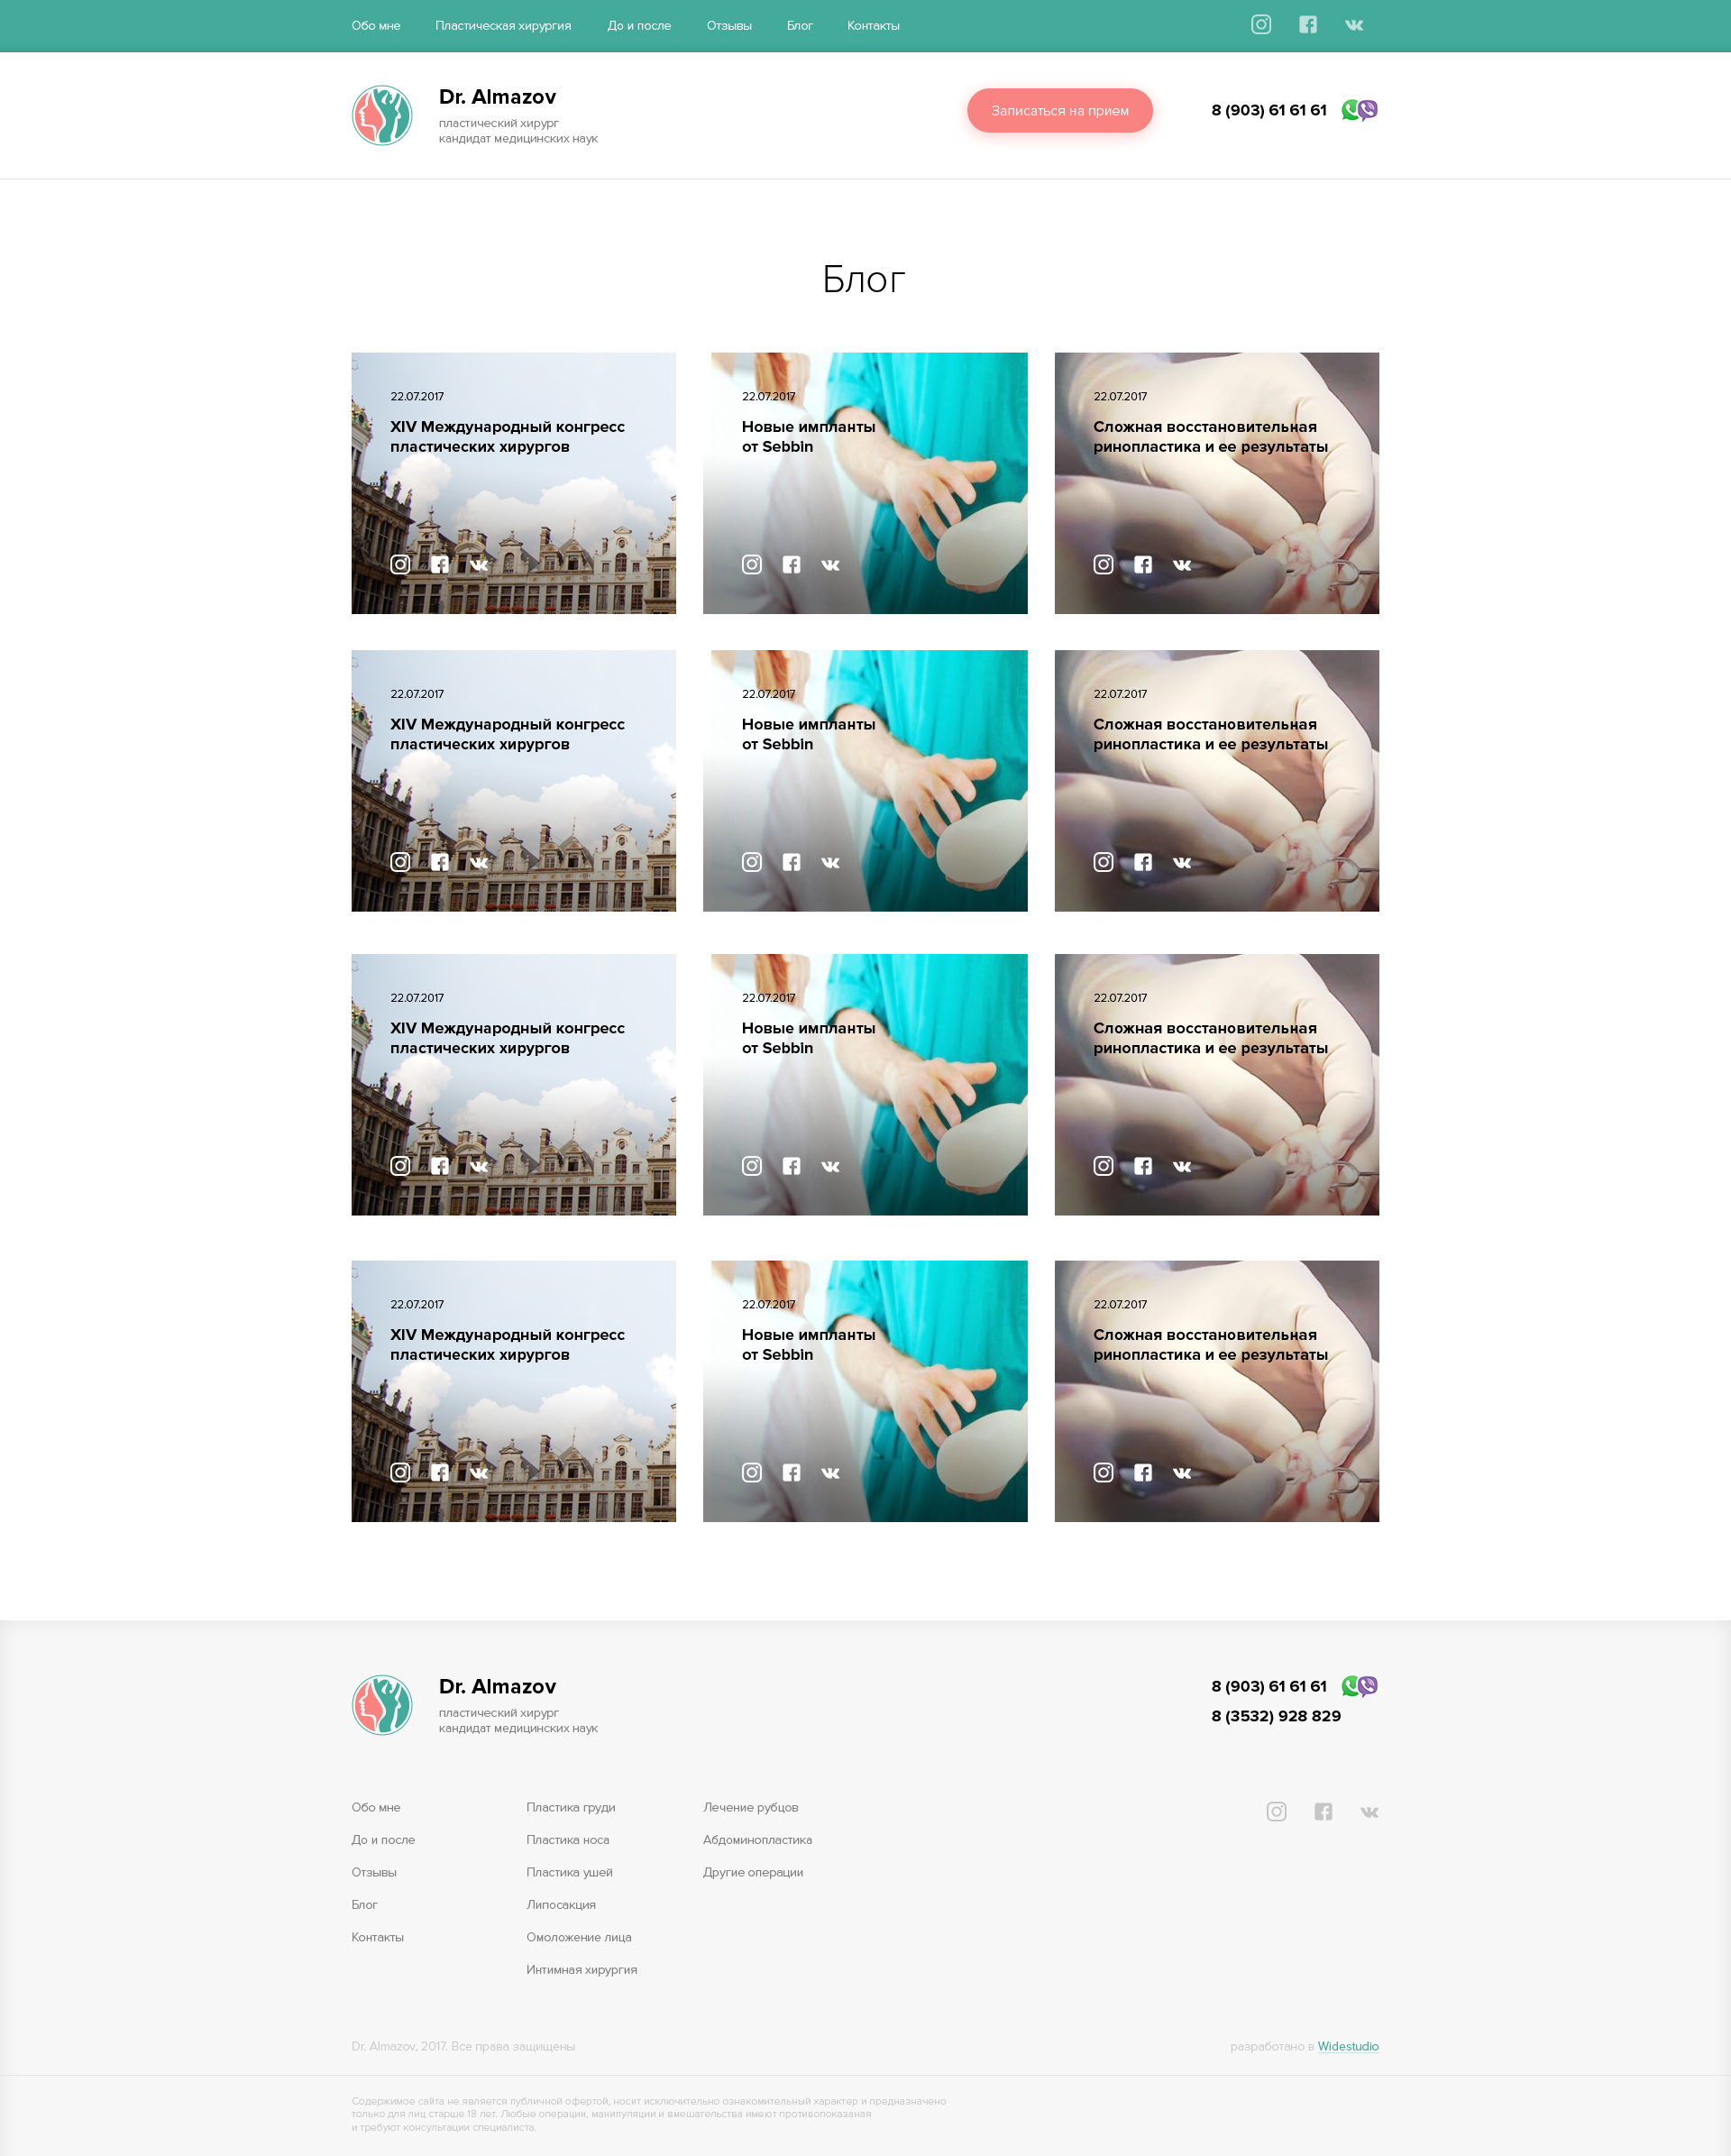 Обо мне Пластическая хирургия До и после Отзывы Блог Контакты
Dr. Almazov
пластический хирург
кандидат медицинских наук
Записаться на прием
8 (903) 61 61 61
Блог
22.07.2017
XIV Международный конгресс
пластических хирургов
22.07.2017
Новые импланты
от Sebbin
22.07.2017
Сложная восстановительная
ринопластика и ее результаты
22.07.2017
XIV Международный конгресс
пластических хирургов
22.07.2017
Новые импланты
от Sebbin
22.07.2017
Сложная восстановительная
ринопластика и ее результаты
22.07.2017
XIV Международный конгресс
пластических хирургов
22.07.2017
Новые импланты
от Sebbin
22.07.2017
Сложная восстановительная
ринопластика и ее результаты
22.07.2017
XIV Международный конгресс
пластических хирургов
22.07.2017
Новые импланты
от Sebbin
22.07.2017
Сложная восстановительная
ринопластика и ее результаты
Dr. Almazov
пластический хирург
кандидат медицинских наук
8 (903) 61 61 61
8 (3532) 928 829
Обо мне
До и после
Отзывы
Блог
Контакты
Пластика груди
Пластика носа
Пластика ушей
Липосакция
Омоложение лица
Интимная хирургия
Лечение рубцов
Абдоминопластика
Другие операции
Dr. Almazov, 2017. Все права защищены
разработано в Widestudio
Содержимое сайта не является публичной офертой, носит исключительно ознакомительный характер и предназначено
только для лиц старше 18 лет. Любые операции, манипуляции и вмешательства имеют противопоказаная
и требуют консультации специалиста.